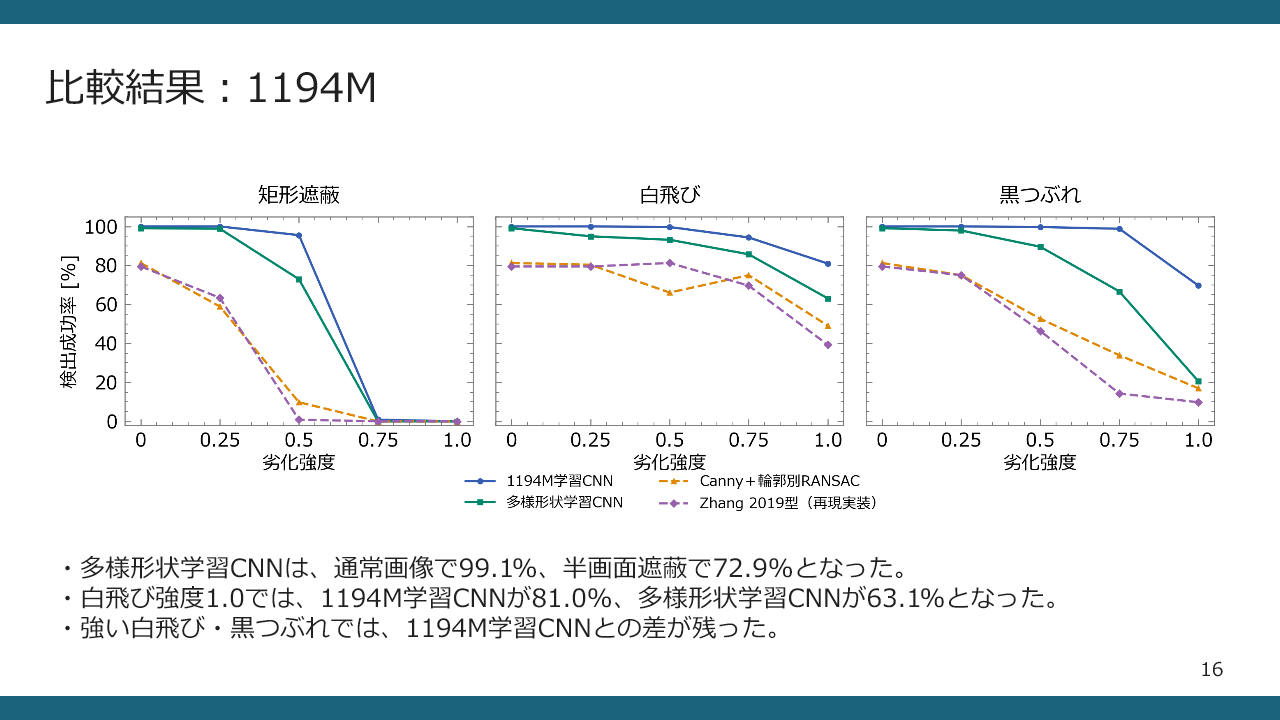 比較結果：1194M
矩形遮蔽
白飛び
黒つぶれ
検出成功率 [%]
100
80
60
40
20
0
0 0.25 0.5 0.75 1.0
0 0.25 0.5 0.75 1.0
0 0.25 0.5 0.75 1.0
劣化強度
劣化強度
劣化強度
1194M学習CNN
多様形状学習CNN
Canny＋輪郭別RANSAC
Zhang 2019型（再現実装）
・多様形状学習CNNは、通常画像で99.1%、半画面遮蔽で72.9%となった。
・白飛び強度1.0では、1194M学習CNNが81.0%、多様形状学習CNNが63.1%となった。
・強い白飛び・黒つぶれでは、1194M学習CNNとの差が残った。
16